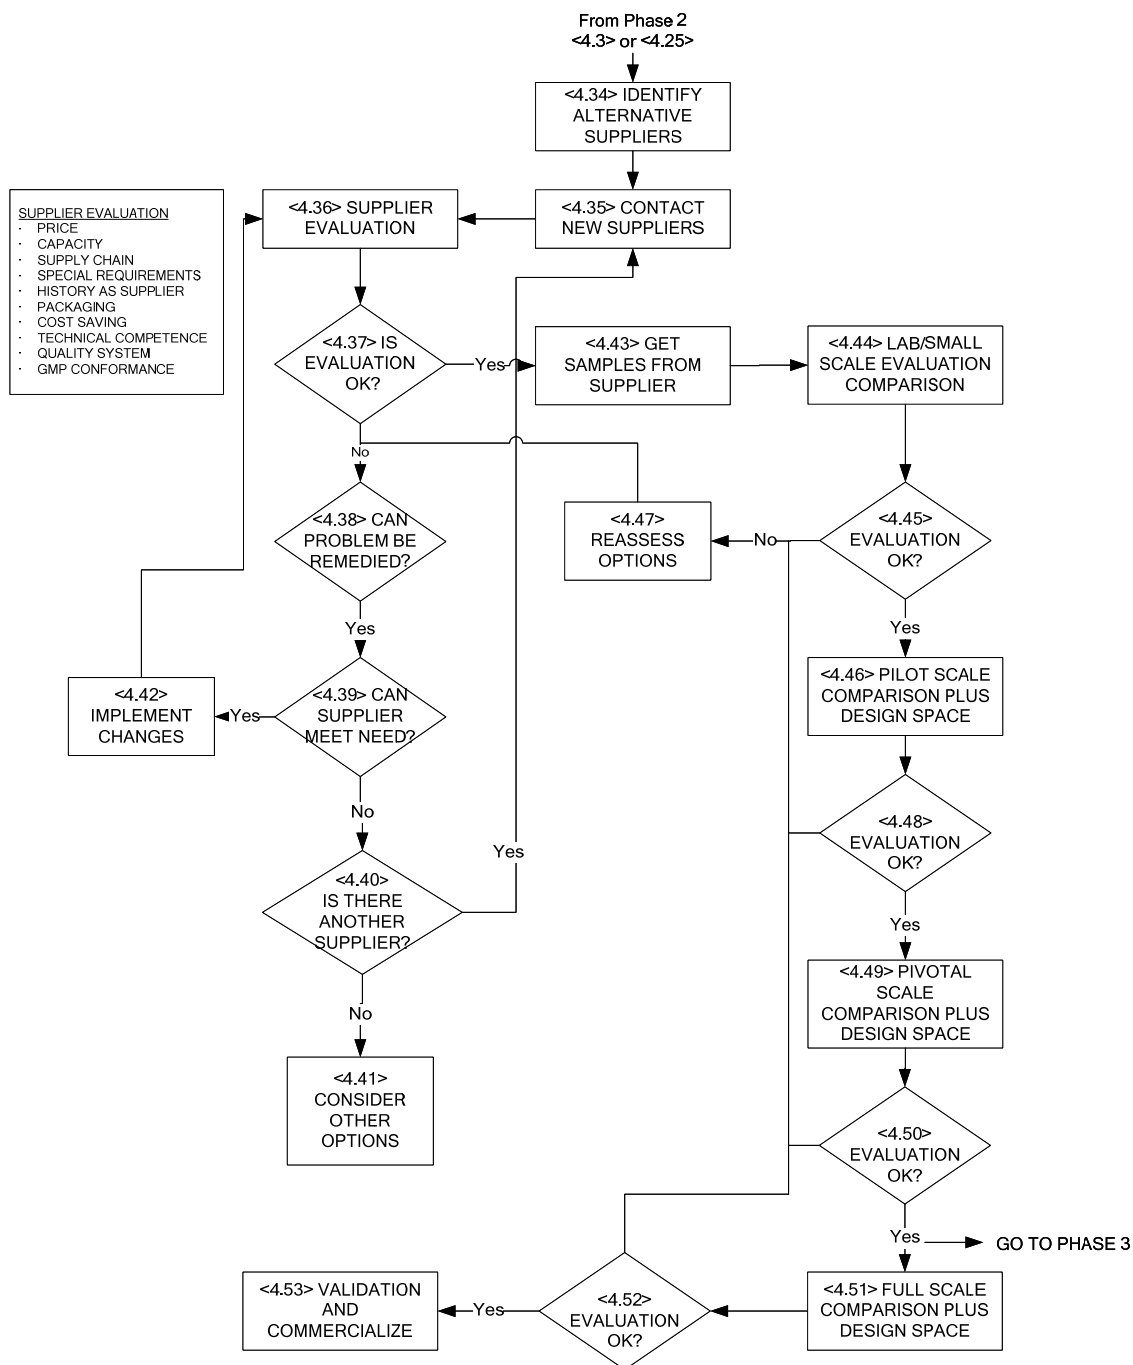 From Phase 2
<4.3> or <4.25>
<4.34> IDENTIFY
ALTERNATIVE
SUPPLIERS
SUPPLIER EVALUATION
· PRICE
· CAPACITY
· SUPPLY CHAIN
· SPECIAL REQUIREMENTS
· HISTORY AS SUPPLIER
· PACKAGING
· COST SAVING
· TECHNICAL COMPETENCE
· QUALITY SYSTEM
· GMP CONFORMANCE
<4.36> SUPPLIER
EVALUATION
<4.35> CONTACT
NEW SUPPLIERS
<4.37> IS
EVALUATION
OK?
Yes
<4.43> GET
SAMPLES FROM
SUPPLIER
<4.44> LAB/SMALL
SCALE EVALUATION
COMPARISON
No
<4.38> CAN
PROBLEM BE
REMEDIED?
<4.47>
REASSESS
OPTIONS
No
<4.45>
EVALUATION
OK?
Yes
Yes
<4.42>
IMPLEMENT
CHANGES
Yes
<4.39> CAN
SUPPLIER
MEET NEED?
<4.46> PILOT SCALE
COMPARISON PLUS
DESIGN SPACE
No
Yes
<4.48>
EVALUATION
OK?
<4.40>
IS THERE
ANOTHER
SUPPLIER?
Yes
<4.49> PIVOTAL
SCALE
COMPARISON PLUS
DESIGN SPACE
No
<4.41>
CONSIDER
OTHER
OPTIONS
<4.50>
EVALUATION
OK?
Yes
GO TO PHASE 3
<4.53> VALIDATION
AND
COMMERCIALIZE
Yes
<4.52>
EVALUATION
OK?
<4.51> FULL SCALE
COMPARISON PLUS
DESIGN SPACE